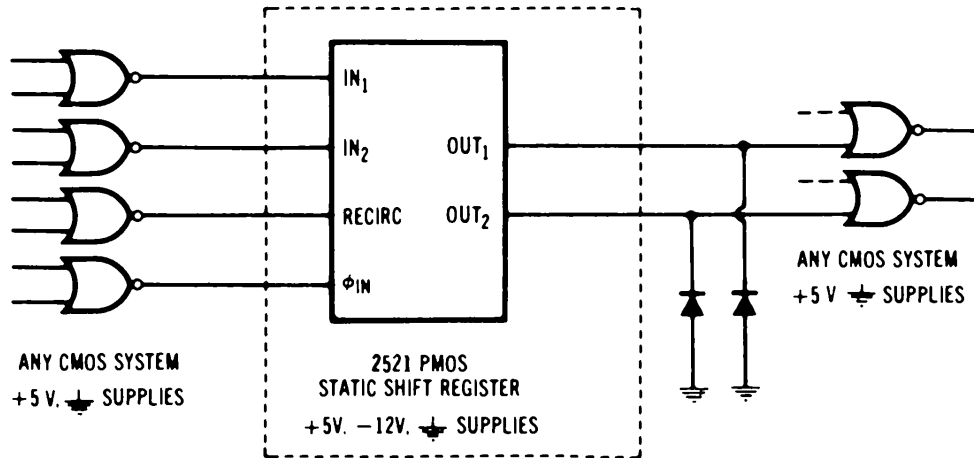 IN₁
IN₂
RECIRC
ϕIN
OUT₁
OUT₂
ANY CMOS SYSTEM
+5 V, ⏚ SUPPLIES
2521 PMOS
STATIC SHIFT REGISTER
+5V. −12V, ⏚ SUPPLIES
ANY CMOS SYSTEM
+5 V ⏚ SUPPLIES